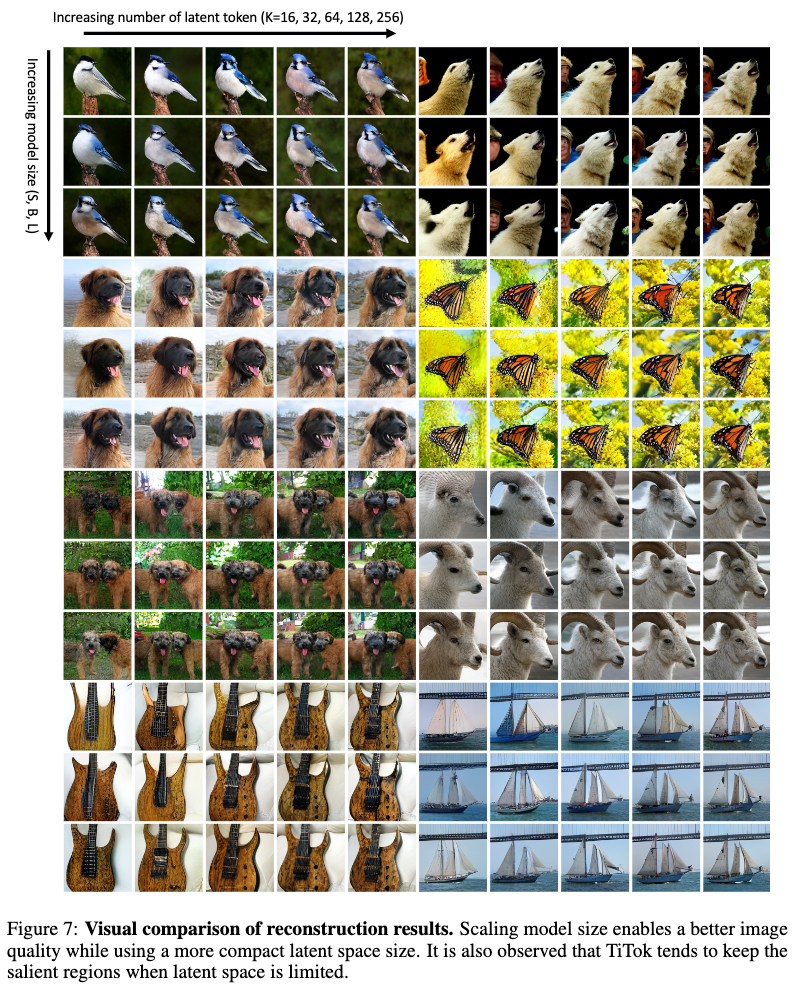 Increasing number of latent token (K=16, 32, 64, 128, 256)
Increasing model size (S, B, L)
Figure 7: Visual comparison of reconstruction results. Scaling model size enables a better image
quality while using a more compact latent space size. It is also observed that TiTok tends to keep the
salient regions when latent space is limited.